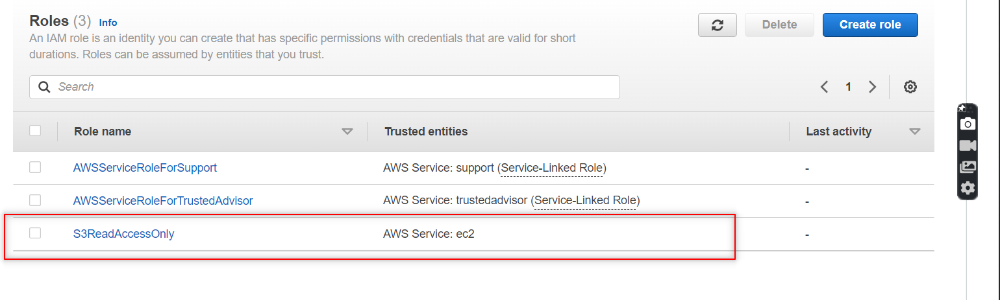 Roles (3) Info
An IAM role is an identity you can create that has specific permissions with credentials that are valid for short
durations. Roles can be assumed by entities that you trust.
Delete
Create role
Search
1
Role name Trusted entities Last activity
AWSServiceRoleForSupport AWS Service: support (Service-Linked Role) -
AWSServiceRoleForTrustedAdvisor AWS Service: trustedadvisor (Service-Linked Role) -
S3ReadAccessOnly AWS Service: ec2 -